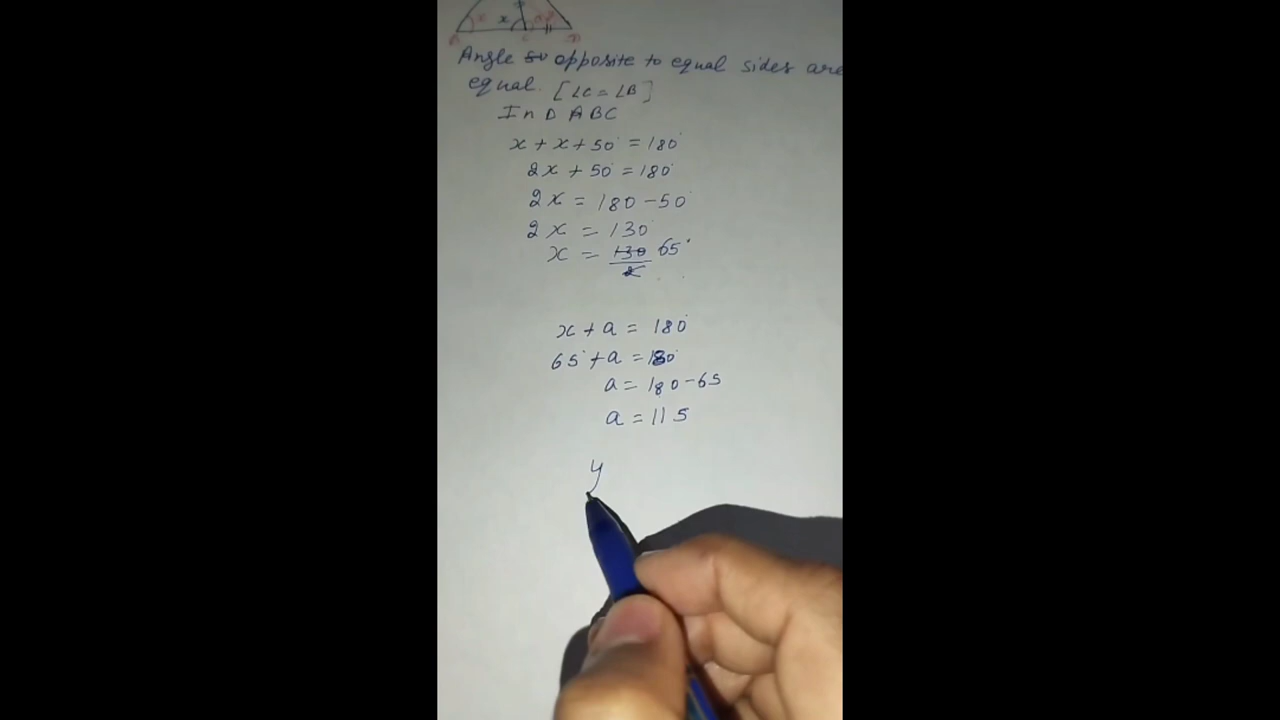 x
Angle opposite to equal sides are
equal. [∠C = ∠B]
In Δ ABC
x + x + 50° = 180°
2x + 50° = 180°
2x = 180 - 50°
2x = 130°
x = 130/2 65°
x + a = 180°
65° + a = 180°
a = 180 - 65
a = 115
y